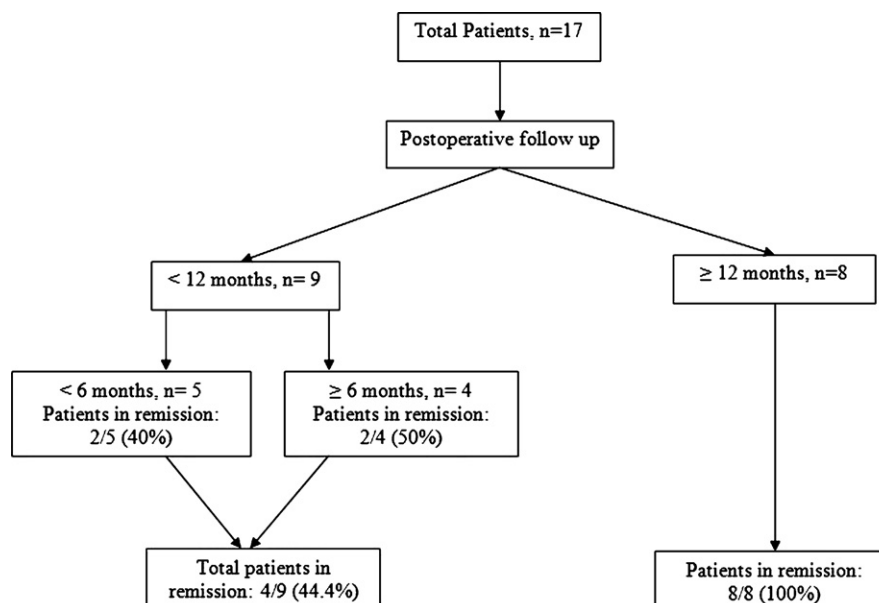 Total Patients, n=17
Postoperative follow up
< 12 months, n= 9
≥ 12 months, n=8
< 6 months, n= 5
Patients in remission:
2/5 (40%)
≥ 6 months, n= 4
Patients in remission:
2/4 (50%)
Total patients in
remission: 4/9 (44.4%)
Patients in remission:
8/8 (100%)